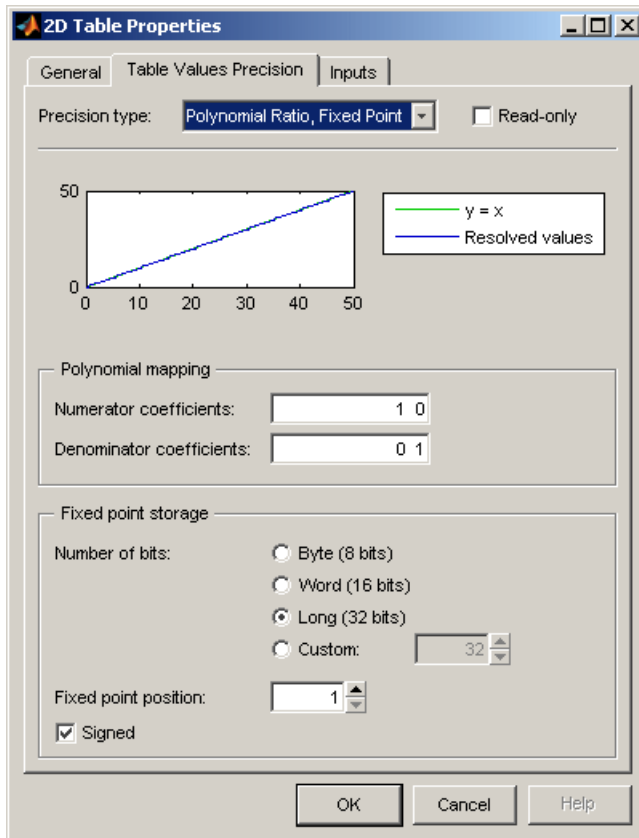 2D Table Properties
General Table Values Precision Inputs
Precision type: Polynomial Ratio, Fixed Point Read-only
50
0
0 10 20 30 40 50
y = x
Resolved values
Polynomial mapping
Numerator coefficients: 1 0
Denominator coefficients: 0 1
Fixed point storage
Number of bits: Byte (8 bits)
Word (16 bits)
Long (32 bits)
Custom: 32
Fixed point position: 1
Signed
OK Cancel Help